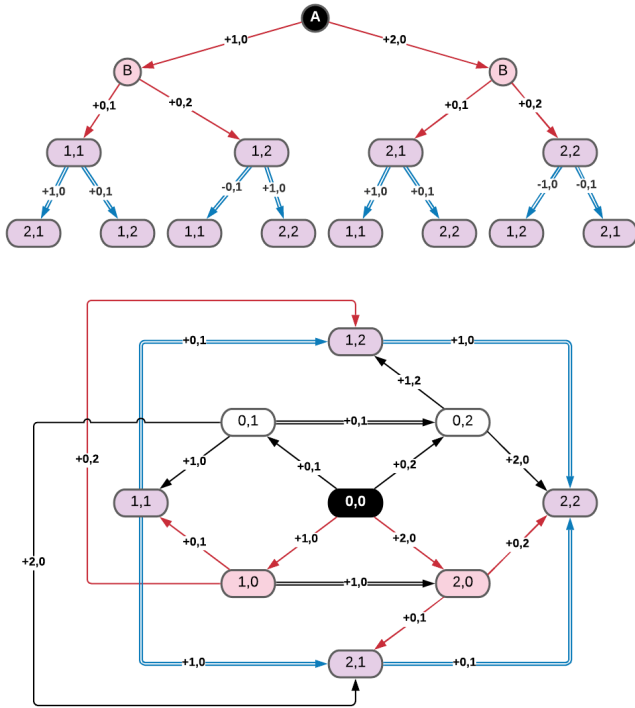 A
+1,0 +2,0
B B
+0,1 +0,2 +0,1 +0,2
1,1 1,2 2,1 2,2
+1,0 +0,1 -0,1 +1,0 +1,0 +0,1 -1,0 -0,1
2,1 1,2 1,1 2,2 1,1 2,2 1,2 2,1
+0,1 1,2 +1,0
+1,2
0,1 +0,1 0,2
+0,2 +1,0 +0,1 +0,2 +2,0
1,1 0,0 2,2
+2,0 +0,1 +1,0 +2,0 +0,2
1,0 +1,0 2,0
+0,1
+1,0 2,1 +0,1